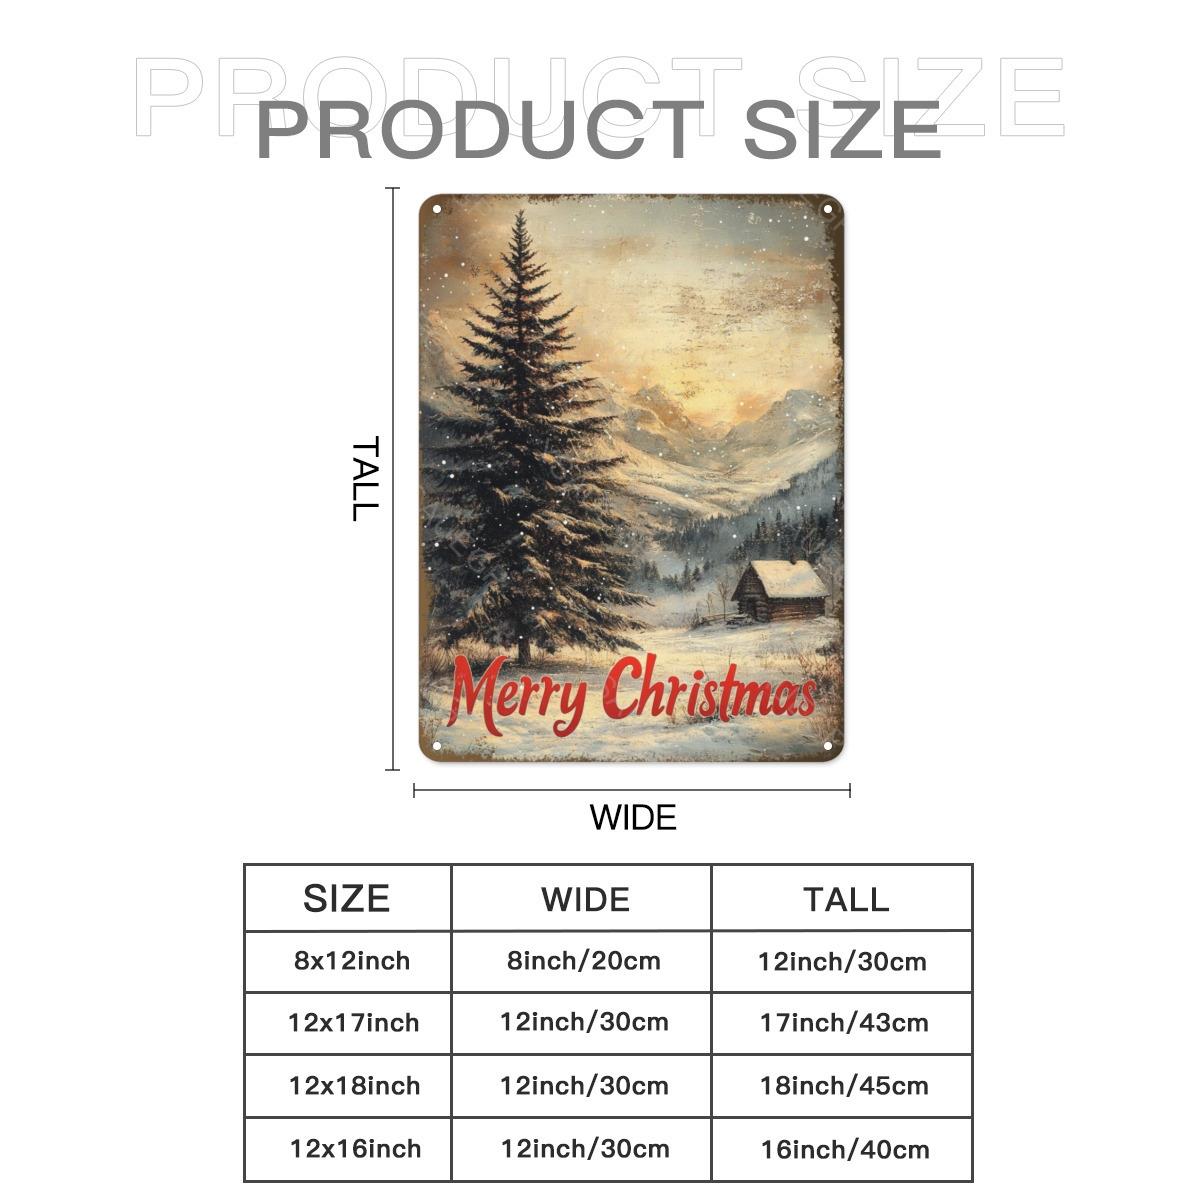 PRODUCT SIZE
PRODUCT SIZE
TALL
Merry Christmas
WIDE
SIZE WIDE TALL
8x12inch 8inch/20cm 12inch/30cm
12x17inch 12inch/30cm 17inch/43cm
12x18inch 12inch/30cm 18inch/45cm
12x16inch 12inch/30cm 16inch/40cm